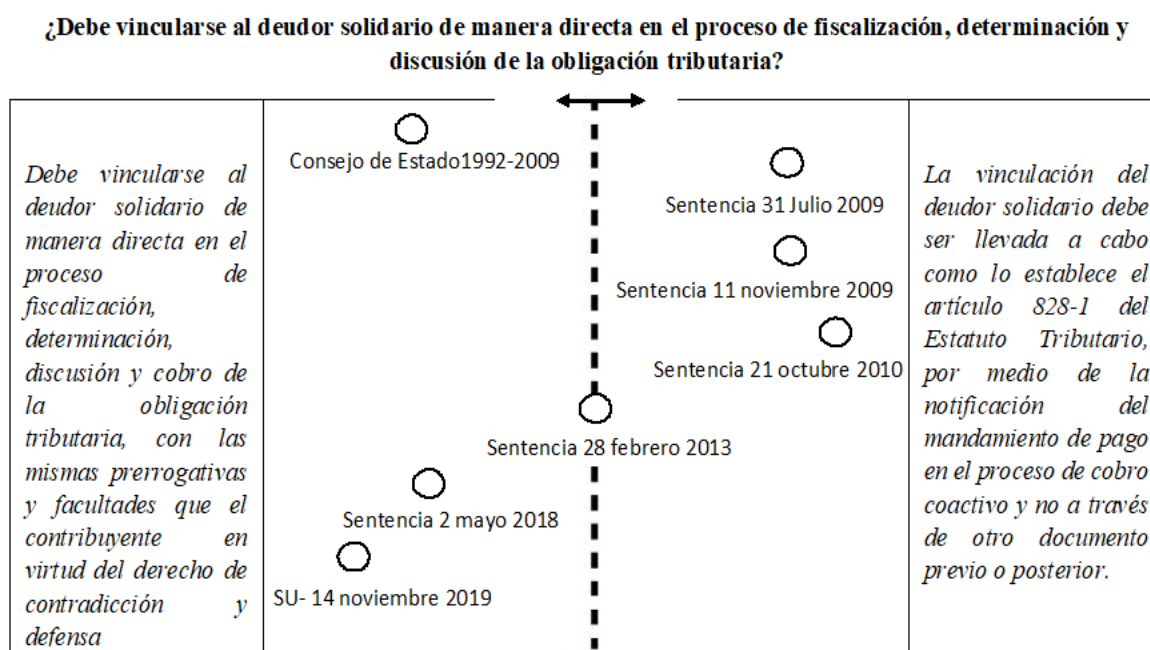 ¿Debe vincularse al deudor solidario de manera directa en el proceso de fiscalización, determinación y
discusión de la obligación tributaria?
Debe vincularse al
deudor solidario de
manera directa en el
proceso de
fiscalización,
determinación,
discusión y cobro de
la obligación
tributaria, con las
mismas prerrogativas
y facultades que el
contribuyente en
virtud del derecho de
contradicción y
defensa
Consejo de Estado1992-2009
Sentencia 31 Julio 2009
Sentencia 11 noviembre 2009
Sentencia 21 octubre 2010
Sentencia 28 febrero 2013
Sentencia 2 mayo 2018
SU- 14 noviembre 2019
La vinculación del
deudor solidario debe
ser llevada a cabo
como lo establece el
artículo 828-1 del
Estatuto Tributario,
por medio de la
notificación del
mandamiento de pago
en el proceso de cobro
coactivo y no a través
de otro documento
previo o posterior.